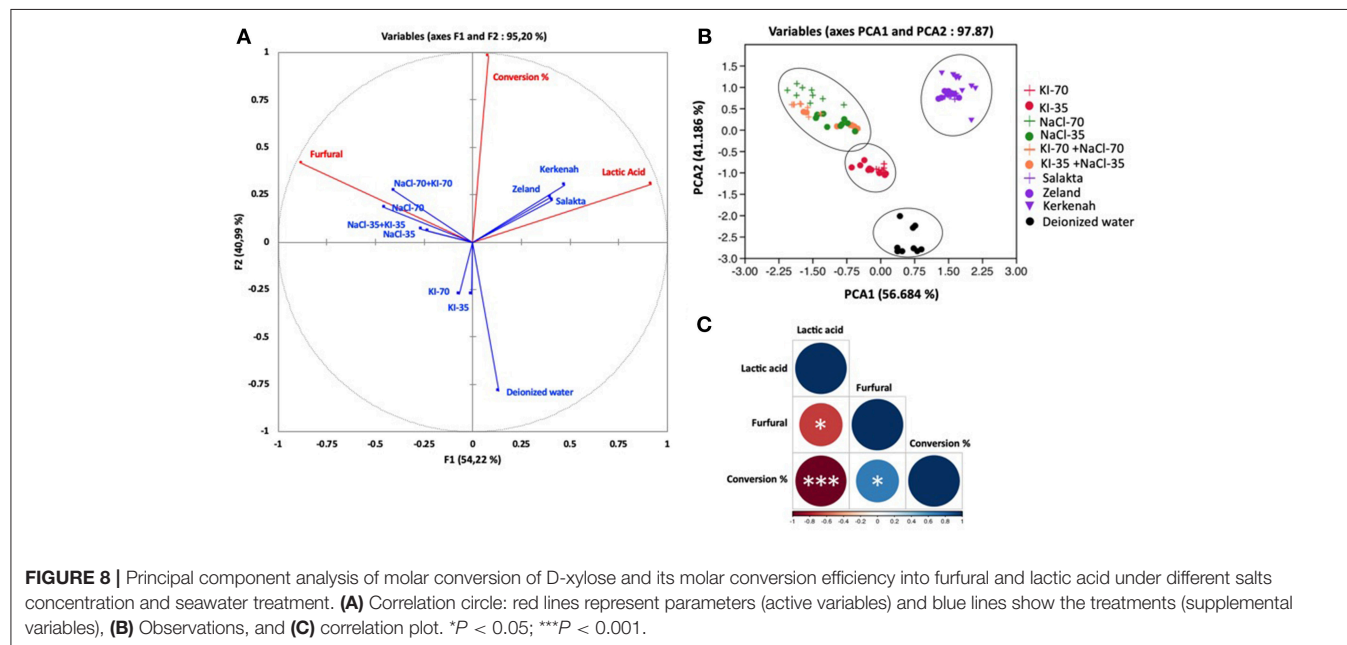 A
Variables (axes F1 and F2 : 95,20 %)
1
0.75
0.5
0.25
0
-0.25
-0.5
-0.75
-1
-1
-0.75
-0.5
-0.25
0
0.25
0.5
0.75
1
F2 (40,99 %)
F1 (54,22 %)
Conversion %
Furfural
Lactic Acid
Kerkenah
Zeland
Salakta
NaCl-70+KI-70
NaCl-70
NaCl-35+KI-35
NaCl-35
KI-70
KI-35
Deionized water
B
Variables (axes PCA1 and PCA2 : 97.87)
1.5
1.0
0.5
0.0
-0.5
-1.0
-1.5
-2.0
-2.5
-3.0
-3.00
-2.25
-1.50
-0.75
0.00
0.75
1.50
2.25
3.00
PCA2 (41.186 %)
PCA1 (56.684 %)
KI-70
KI-35
NaCl-70
NaCl-35
KI-70 +NaCl-70
KI-35 +NaCl-35
Salakta
Zeland
Kerkenah
Deionized water
C
Lactic acid
Lactic acid
Furfural
Furfural
*
Conversion %
Conversion %
***
*
-1 -0.8 -0.6 -0.4 -0.2 0 0.2 0.4 0.6 0.8 1
FIGURE 8 | Principal component analysis of molar conversion of D-xylose and its molar conversion efficiency into furfural and lactic acid under different salts
concentration and seawater treatment. (A) Correlation circle: red lines represent parameters (active variables) and blue lines show the treatments (supplemental
variables), (B) Observations, and (C) correlation plot. *P < 0.05; ***P < 0.001.